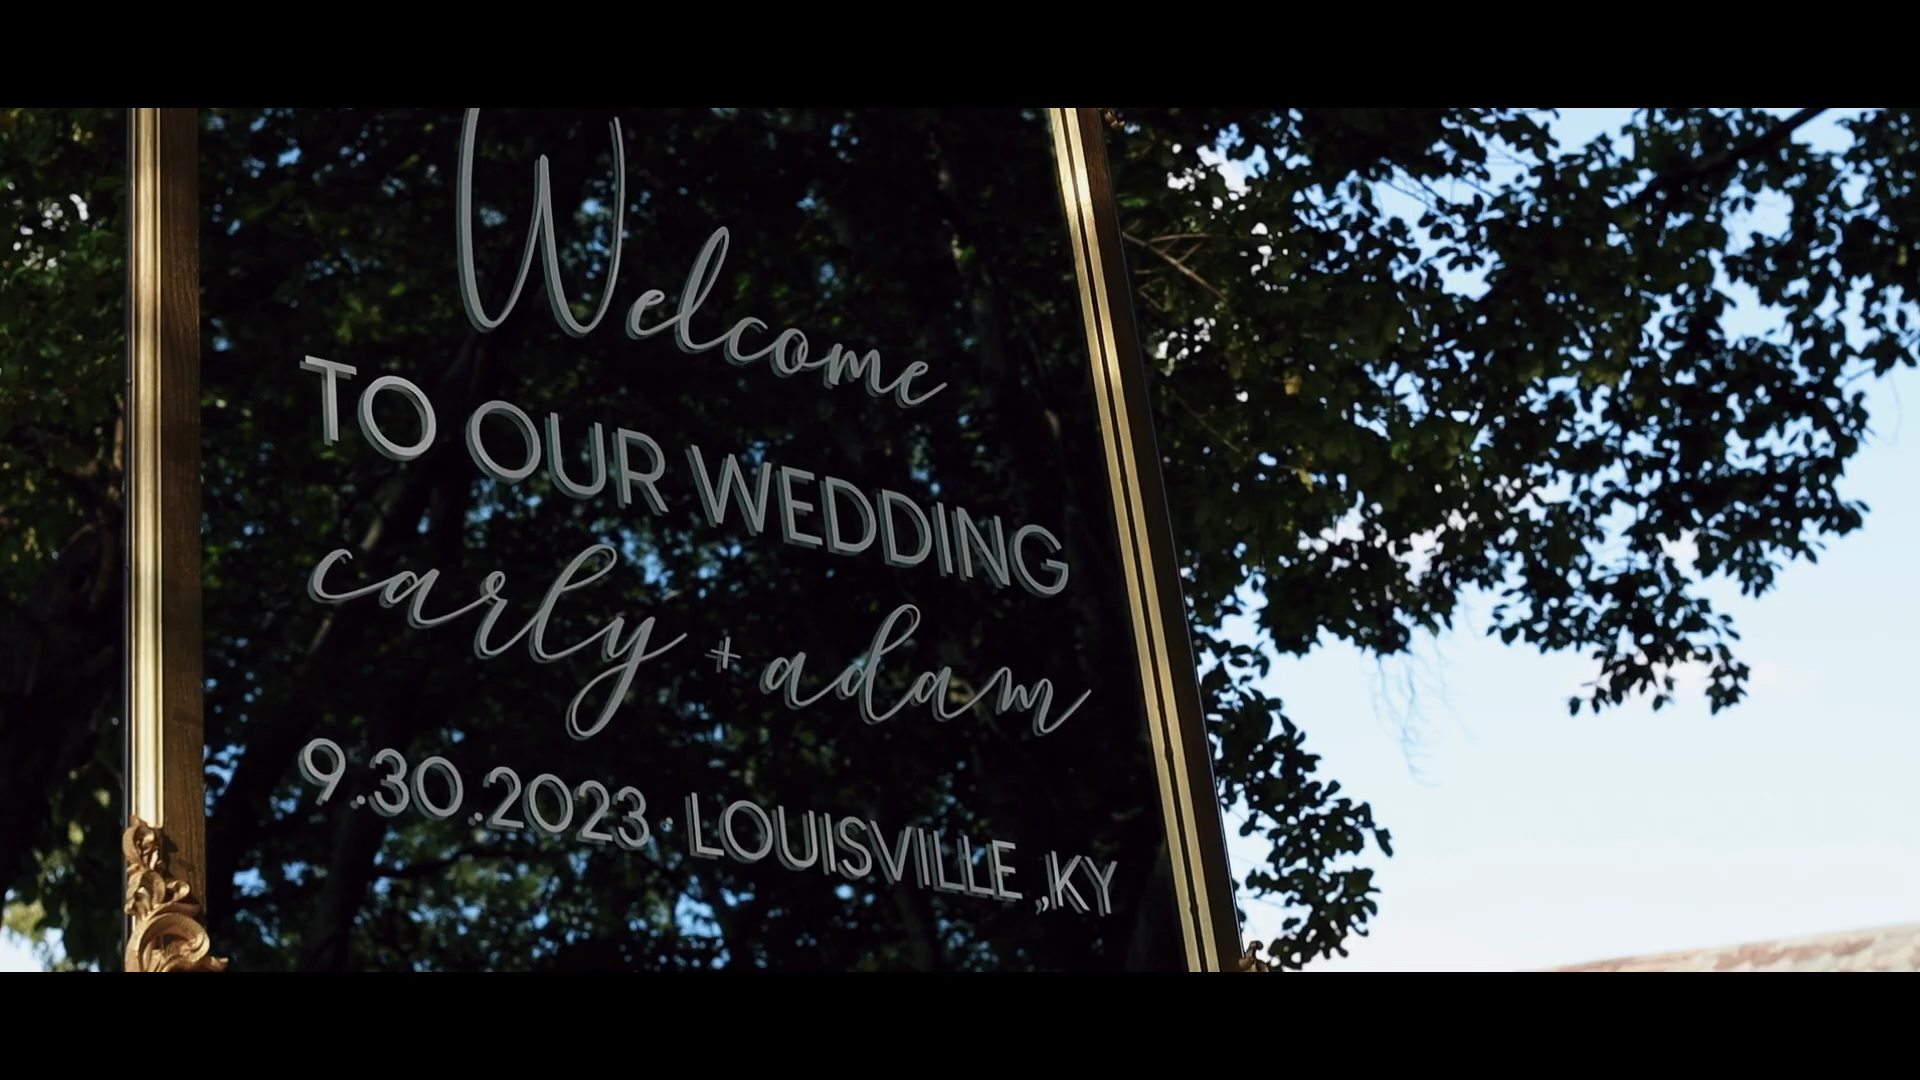 Welcome
TO OUR WEDDING
carly + adam
9.30.2023 · LOUISVILLE, KY